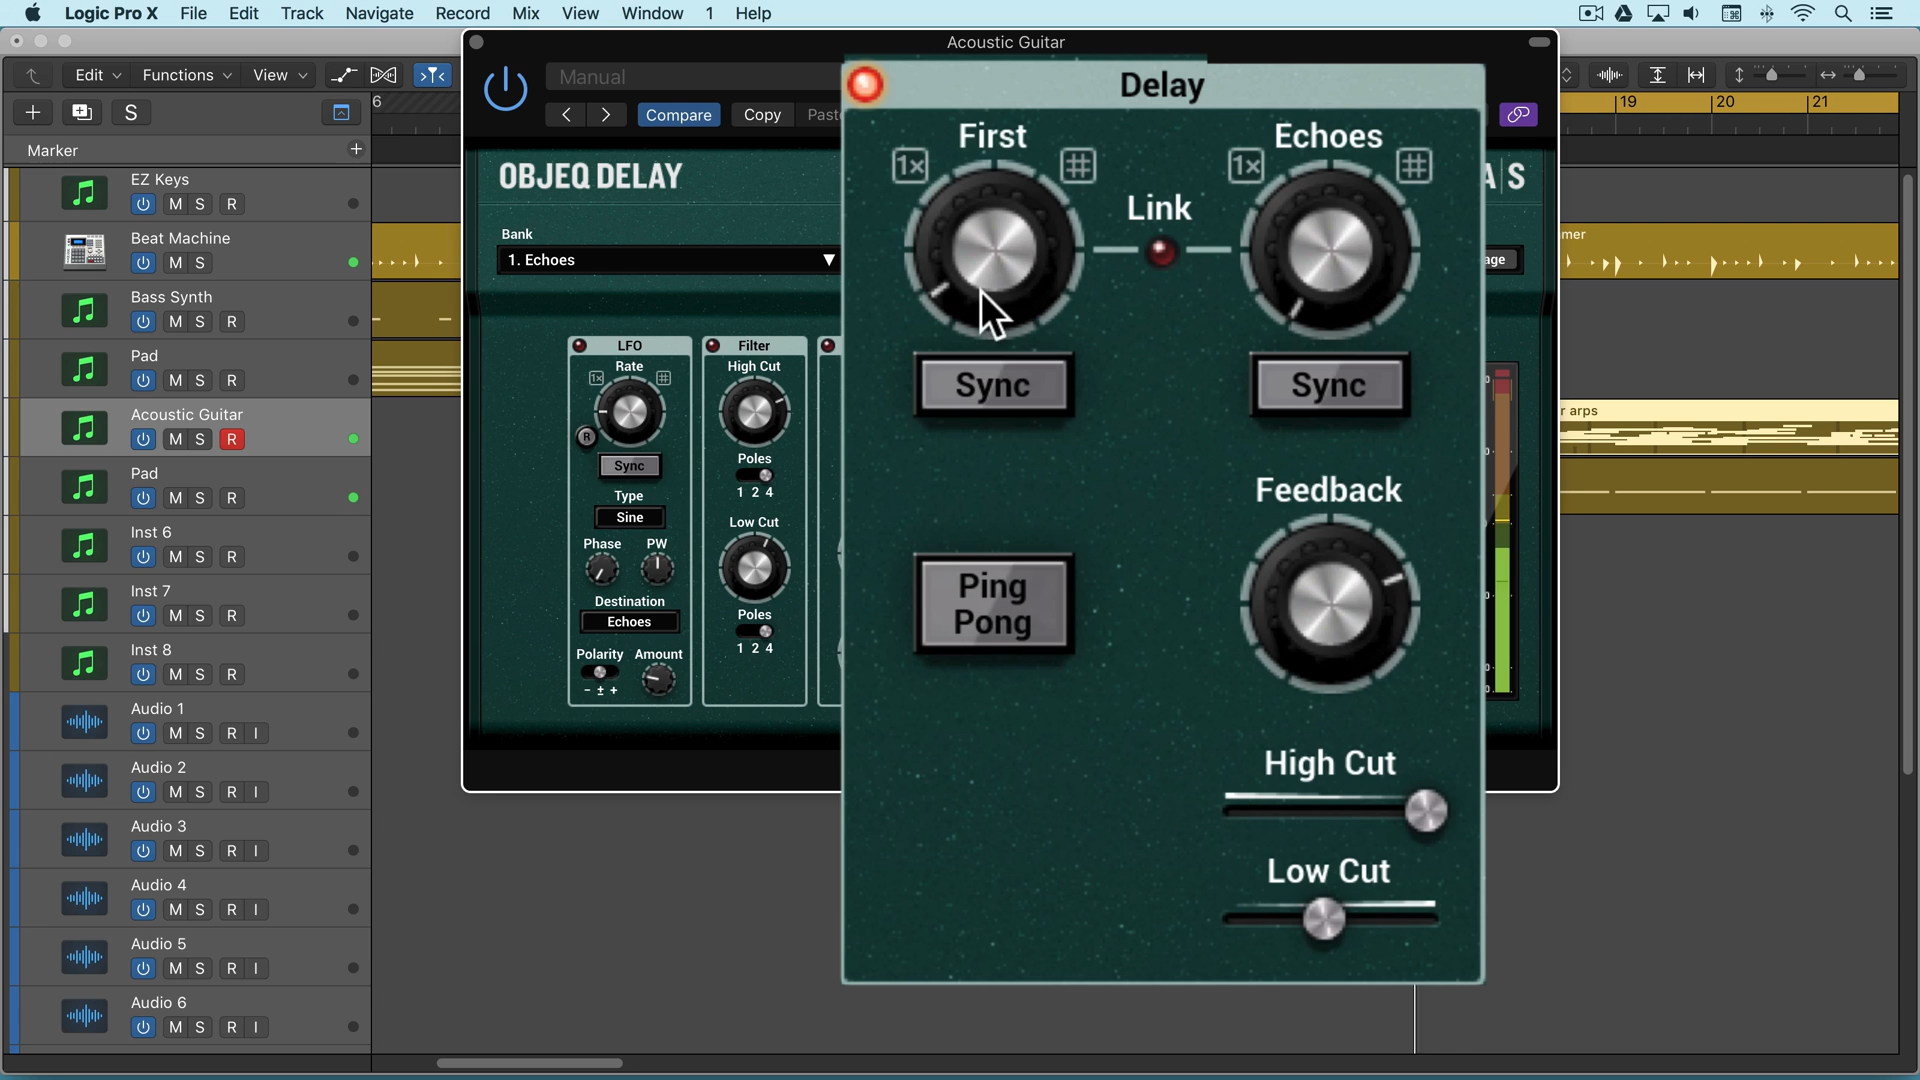 Logic Pro X File Edit Track Navigate Record Mix View Window 1 Help
Acoustic Guitar
Edit Functions View
Manual
Compare Copy Past
S
6
19 20 21
Marker
EZ Keys
M S R
Beat Machine
M S
Bass Synth
M S R
Pad
M S R
Acoustic Guitar
M S R
Pad
M S R
Inst 6
M S R
Inst 7
M S R
Inst 8
M S R
Audio 1
M S R I
Audio 2
M S R I
Audio 3
M S R I
Audio 4
M S R I
Audio 5
M S R I
Audio 6
M S R I
OBJEQ DELAY
A|S
Bank
1. Echoes
age
LFO
Rate
1x
R
Sync
Type
Sine
Phase PW
Destination
Echoes
Polarity Amount
- ± +
Filter
High Cut
Poles
1 2 4
Low Cut
Poles
1 2 4
Delay
First
1x
Sync
Link
Echoes
1x
Sync
Ping
Pong
Feedback
High Cut
Low Cut
mer
r arps